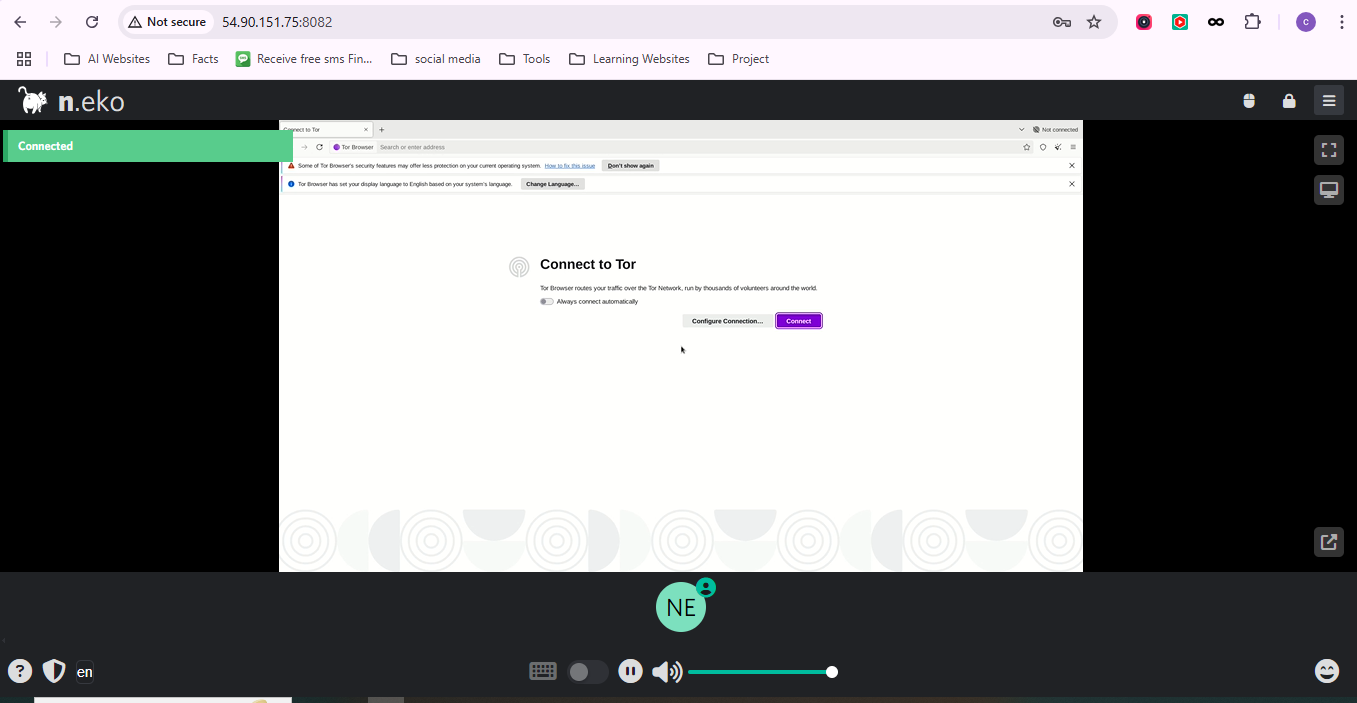 Not secure 54.90.151.75:8082 c
AI Websites Facts Receive free sms Fin... social media Tools Learning Websites Project
n.eko
Connected
Connect to Tor Not connected
Tor Browser Search or enter address
Some of Tor Browser's security features may offer less protection on your current operating system. How to fix this issue Don't show again
Tor Browser has set your display language to English based on your system's language. Change Language...
Connect to Tor
Tor Browser routes your traffic over the Tor Network, run by thousands of volunteers around the world.
Always connect automatically
Configure Connection... Connect
NE
? en